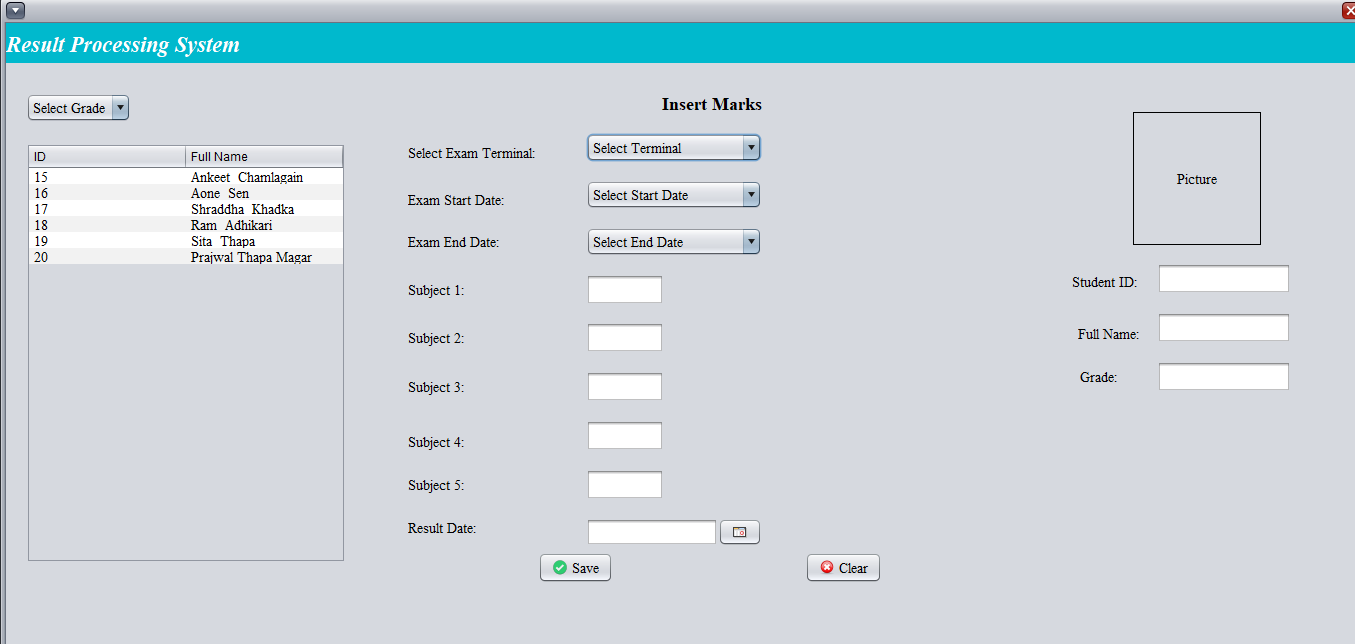 Result Processing System
Select Grade
Insert Marks
ID Full Name
15 Ankeet Chamlagain
16 Aone Sen
17 Shraddha Khadka
18 Ram Adhikari
19 Sita Thapa
20 Prajwal Thapa Magar
Select Exam Terminal: Select Terminal
Exam Start Date: Select Start Date
Exam End Date: Select End Date
Subject 1:
Subject 2:
Subject 3:
Subject 4:
Subject 5:
Result Date:
Save Clear
Picture
Student ID:
Full Name:
Grade: